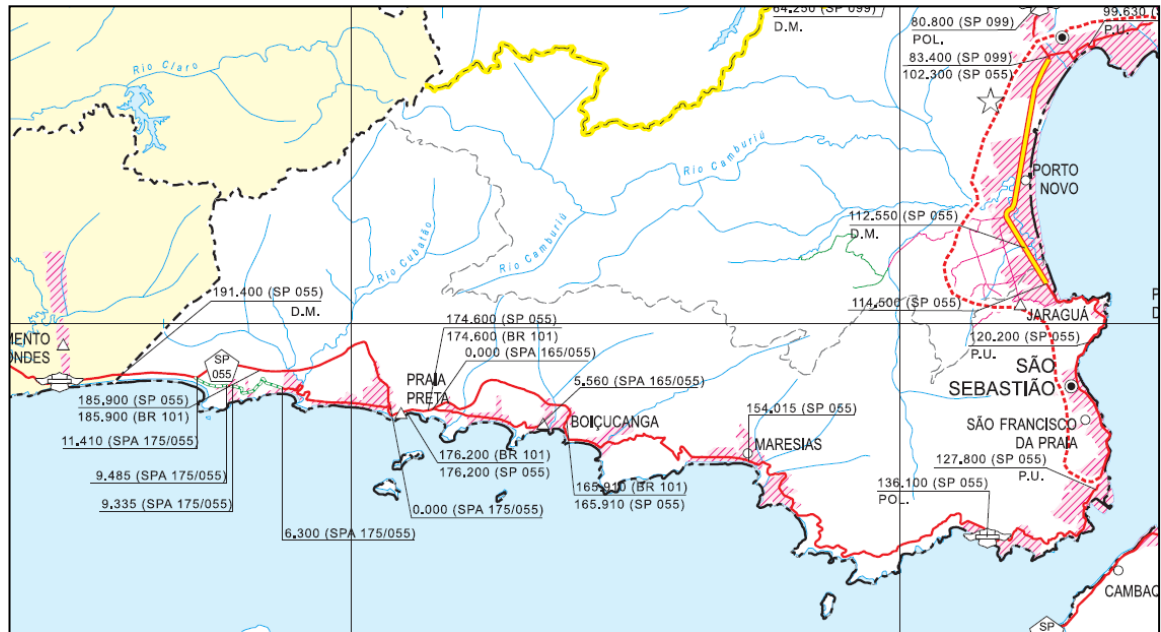 64.250 (SP 099)
D.M.
80.800 (SP 099)
POL.
99.630 (S
P.U.
83.400 (SP 099)
102.300 (SP 055)
Rio Claro
Rio Camburiú
PORTO
NOVO
112.550 (SP 055)
D.M.
Rio Cubatão
Rio Camburiú
191.400 (SP 055)
D.M.
114.500 (SP 055)
JARAGUÁ
P
D
174.600 (SP 055)
174.600 (BR 101)
0.000 (SPA 165/055)
120.200 (SP 055)
P.U.
MENTO
ONDES
SP
055
PRAIA
PRETA
5.560 (SPA 165/055)
SÃO
SEBASTIÃO
185.900 (SP 055)
185.900 (BR 101)
154.015 (SP 055)
BOIÇUCANGA
SÃO FRANCISCO
DA PRAIA
11.410 (SPA 175/055)
MARESIAS
176.200 (BR 101)
176.200 (SP 055)
127.800 (SP 055)
P.U.
9.485 (SPA 175/055)
165.910 (BR 101)
165.910 (SP 055)
136.100 (SP 055)
POL.
9.335 (SPA 175/055)
0.000 (SPA 175/055)
6.300 (SPA 175/055)
CAMBAQ
SP